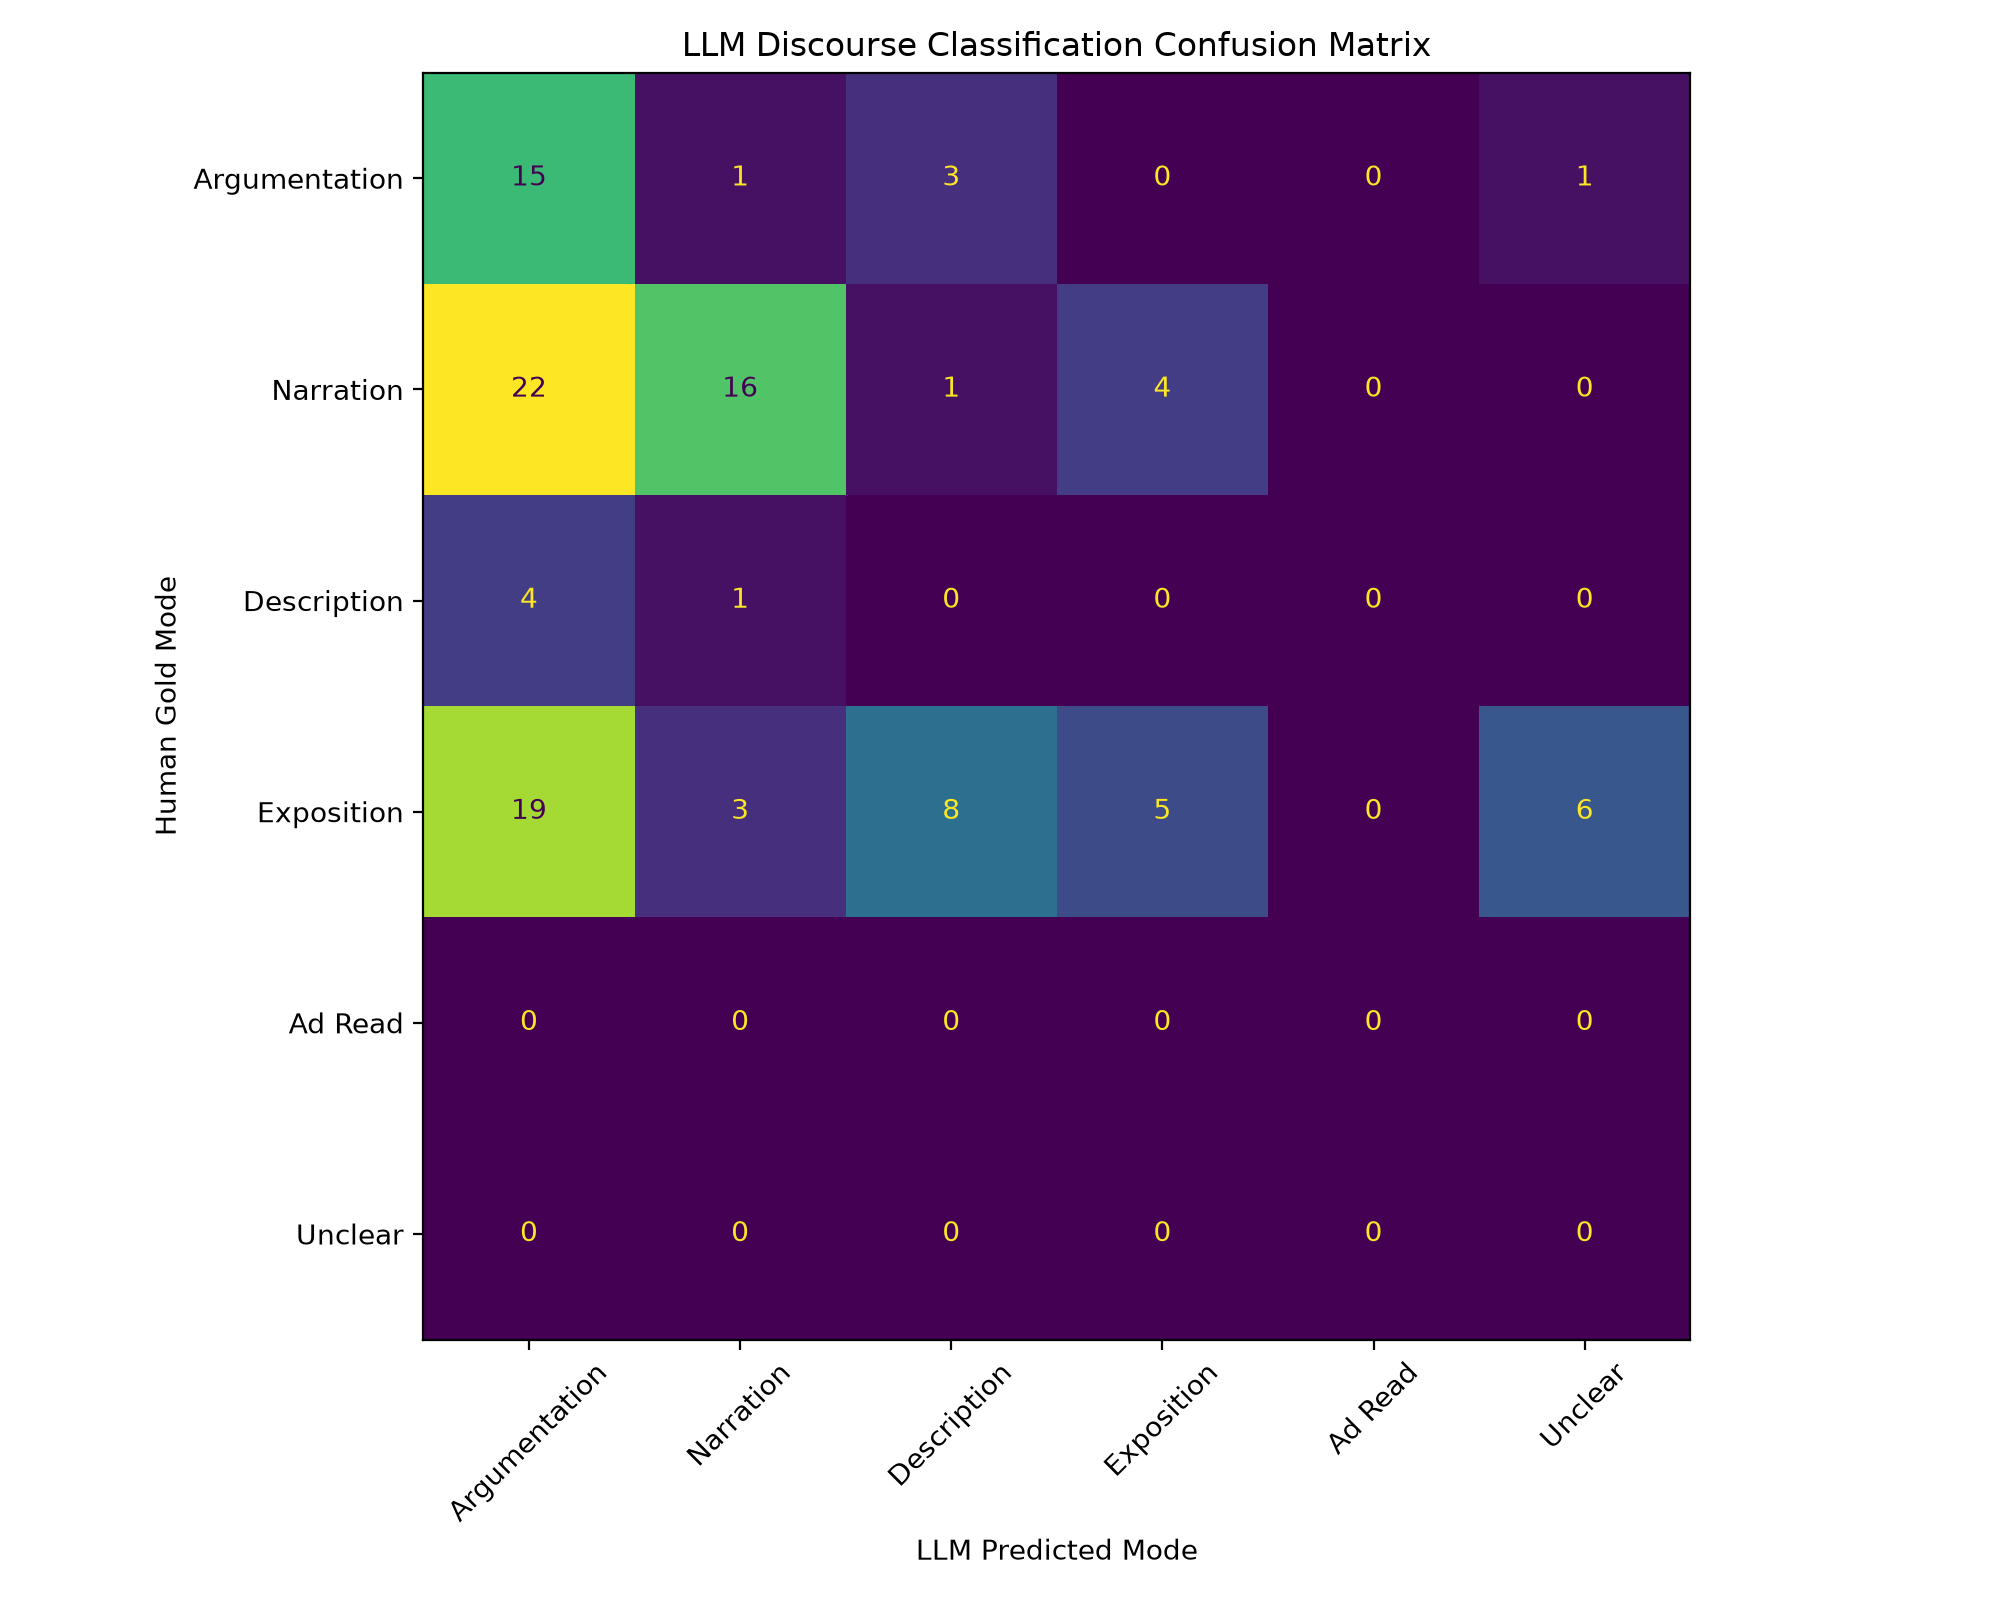 LLM Discourse Classification Confusion Matrix
Argumentation 15 1 3 0 0 1
Narration 22 16 1 4 0 0
Description 4 1 0 0 0 0
Exposition 19 3 8 5 0 6
Ad Read 0 0 0 0 0 0
Unclear 0 0 0 0 0 0
Human Gold Mode
Argumentation Narration Description Exposition Ad Read Unclear
LLM Predicted Mode